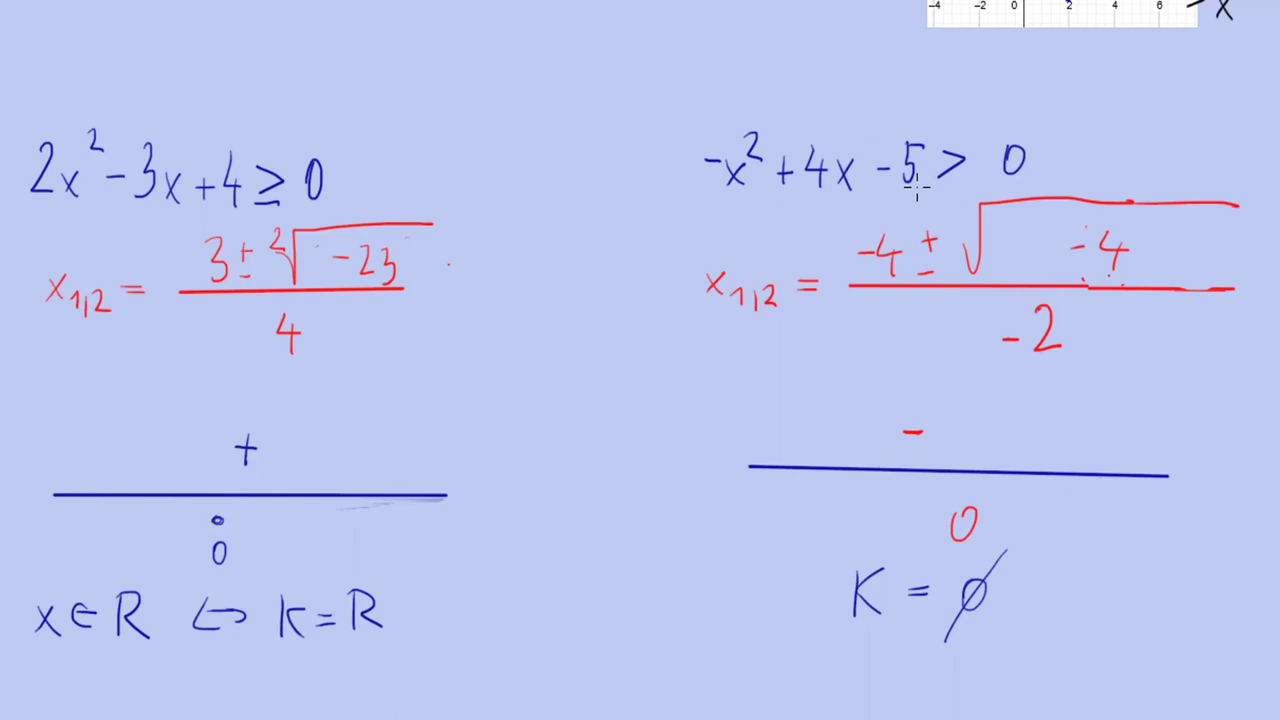 -4 -2 0 2 4 6 x
2x² - 3x + 4 ≥ 0
x₁,₂ = (3 ± ²√-23) / 4
+
0
x ∈ R ⇔ K = R
-x² + 4x - 5 > 0
x₁,₂ = (-4 ± √-4) / -2
-
0
K = ∅